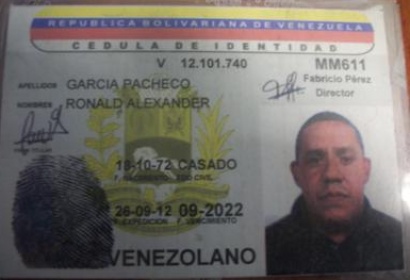 REPUBLICA BOLIVARIANA DE VENEZUELA
CEDULA DE IDENTIDAD
V 12.101.740 MM611
Fabricio Pérez
Director
APELLIDOS GARCIA PACHECO
NOMBRES RONALD ALEXANDER
18-10-72 CASADO
F. NACIMIENTO EDO CIVIL
26-09-12 09-2022
F. EXPEDICION F. VENCIMIENTO
VENEZOLANO